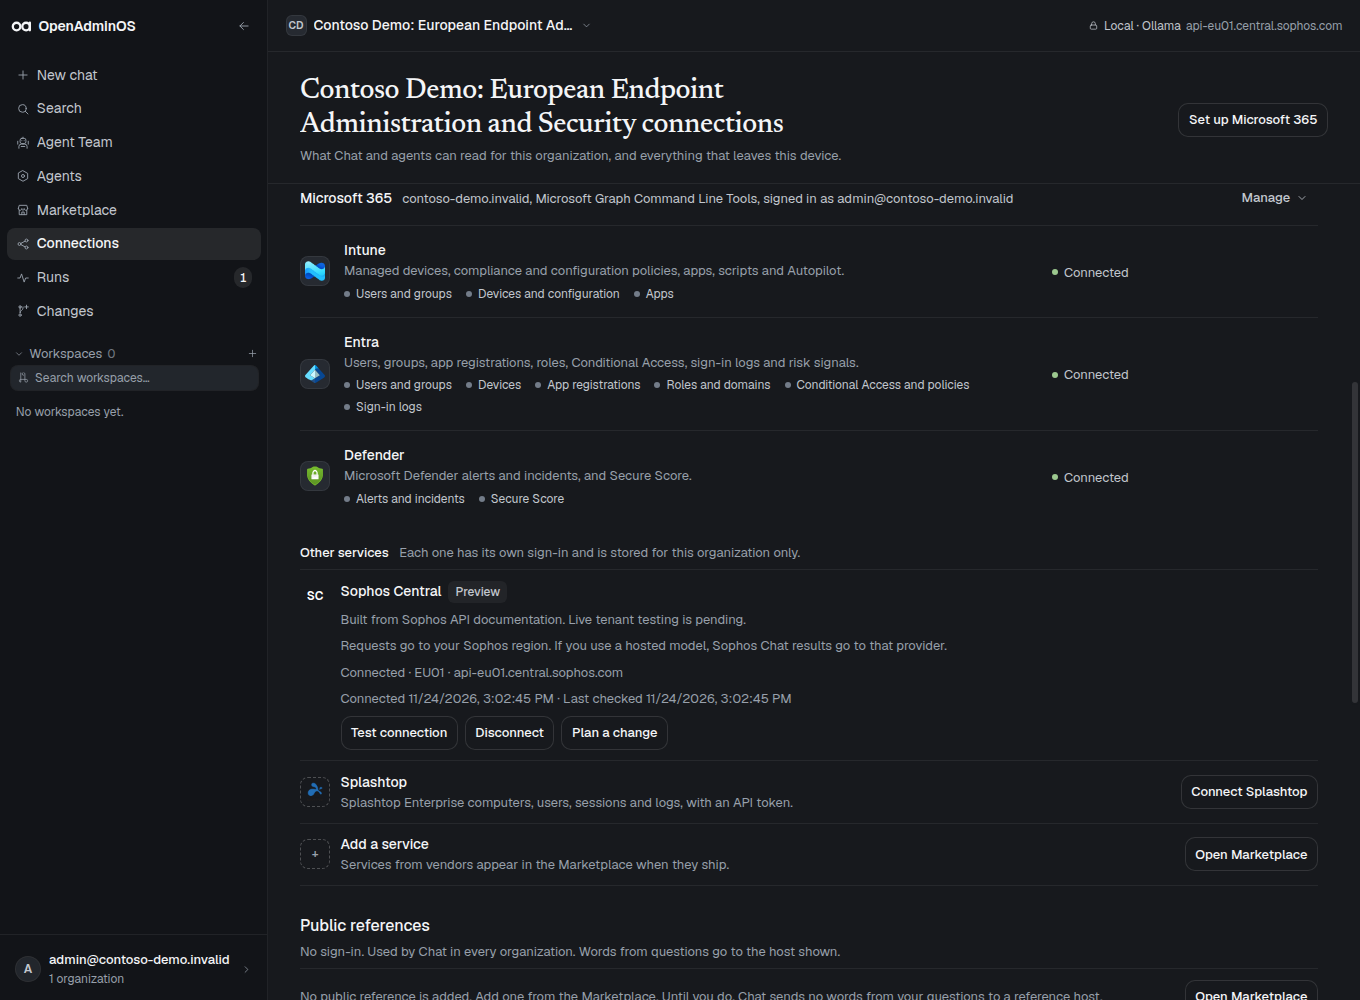 OpenAdminOS
New chat
Search
Agent Team
Agents
Marketplace
Connections
Runs 1
Changes
Workspaces 0
Search workspaces...
No workspaces yet.
A
admin@contoso-demo.invalid
1 organization
CD Contoso Demo: European Endpoint Ad...
Local · Ollama api-eu01.central.sophos.com
Contoso Demo: European Endpoint
Administration and Security connections
What Chat and agents can read for this organization, and everything that leaves this device.
Set up Microsoft 365
Microsoft 365 contoso-demo.invalid, Microsoft Graph Command Line Tools, signed in as admin@contoso-demo.invalid
Manage
Intune
Managed devices, compliance and configuration policies, apps, scripts and Autopilot.
Users and groups Devices and configuration Apps
Connected
Entra
Users, groups, app registrations, roles, Conditional Access, sign-in logs and risk signals.
Users and groups Devices App registrations Roles and domains Conditional Access and policies
Sign-in logs
Connected
Defender
Microsoft Defender alerts and incidents, and Secure Score.
Alerts and incidents Secure Score
Connected
Other services Each one has its own sign-in and is stored for this organization only.
SC Sophos Central Preview
Built from Sophos API documentation. Live tenant testing is pending.
Requests go to your Sophos region. If you use a hosted model, Sophos Chat results go to that provider.
Connected · EU01 · api-eu01.central.sophos.com
Connected 11/24/2026, 3:02:45 PM · Last checked 11/24/2026, 3:02:45 PM
Test connection Disconnect Plan a change
Splashtop
Splashtop Enterprise computers, users, sessions and logs, with an API token.
Connect Splashtop
Add a service
Services from vendors appear in the Marketplace when they ship.
Open Marketplace
Public references
No sign-in. Used by Chat in every organization. Words from questions go to the host shown.
No public reference is added. Add one from the Marketplace. Until you do, Chat sends no words from your questions to a reference host.
Open Marketplace